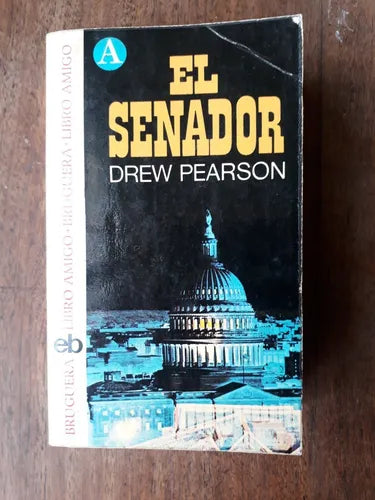 A
EL
SENADOR
DREW PEARSON
BRUGUERA · LIBRO AMIGO · BRUGUERA · LIBRO AMIGO
eb